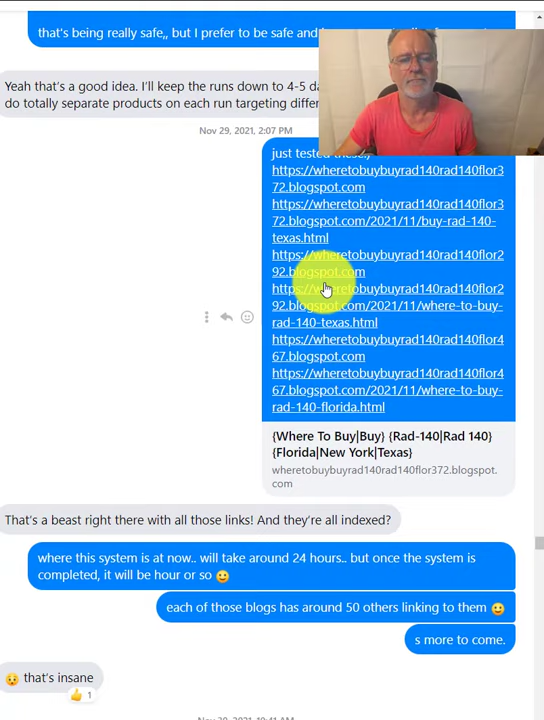 that's being really safe,, but I prefer to be safe and
Yeah that's a good idea. I'll keep the runs down to 4-5 da
do totally separate products on each run targeting differ
Nov 29, 2021, 2:07 PM
just tested these;)
https://wheretobuybuyrad140rad140flor3
72.blogspot.com
https://wheretobuybuyrad140rad140flor3
72.blogspot.com/2021/11/buy-rad-140-
texas.html
https://wheretobuybuyrad140rad140flor2
92.blogspot.com
https://wheretobuybuyrad140rad140flor2
92.blogspot.com/2021/11/where-to-buy-
rad-140-texas.html
https://wheretobuybuyrad140rad140flor4
67.blogspot.com
https://wheretobuybuyrad140rad140flor4
67.blogspot.com/2021/11/where-to-buy-
rad-140-florida.html
{Where To Buy|Buy} {Rad-140|Rad 140}
{Florida|New York|Texas}
wheretobuybuyrad140rad140flor372.blogspot.
com
That's a beast right there with all those links! And they're all indexed?
where this system is at now.. will take around 24 hours.. but once the system is
completed, it will be hour or so 😉
each of those blogs has around 50 others linking to them 😉
s more to come.
😯 that's insane
👍 1